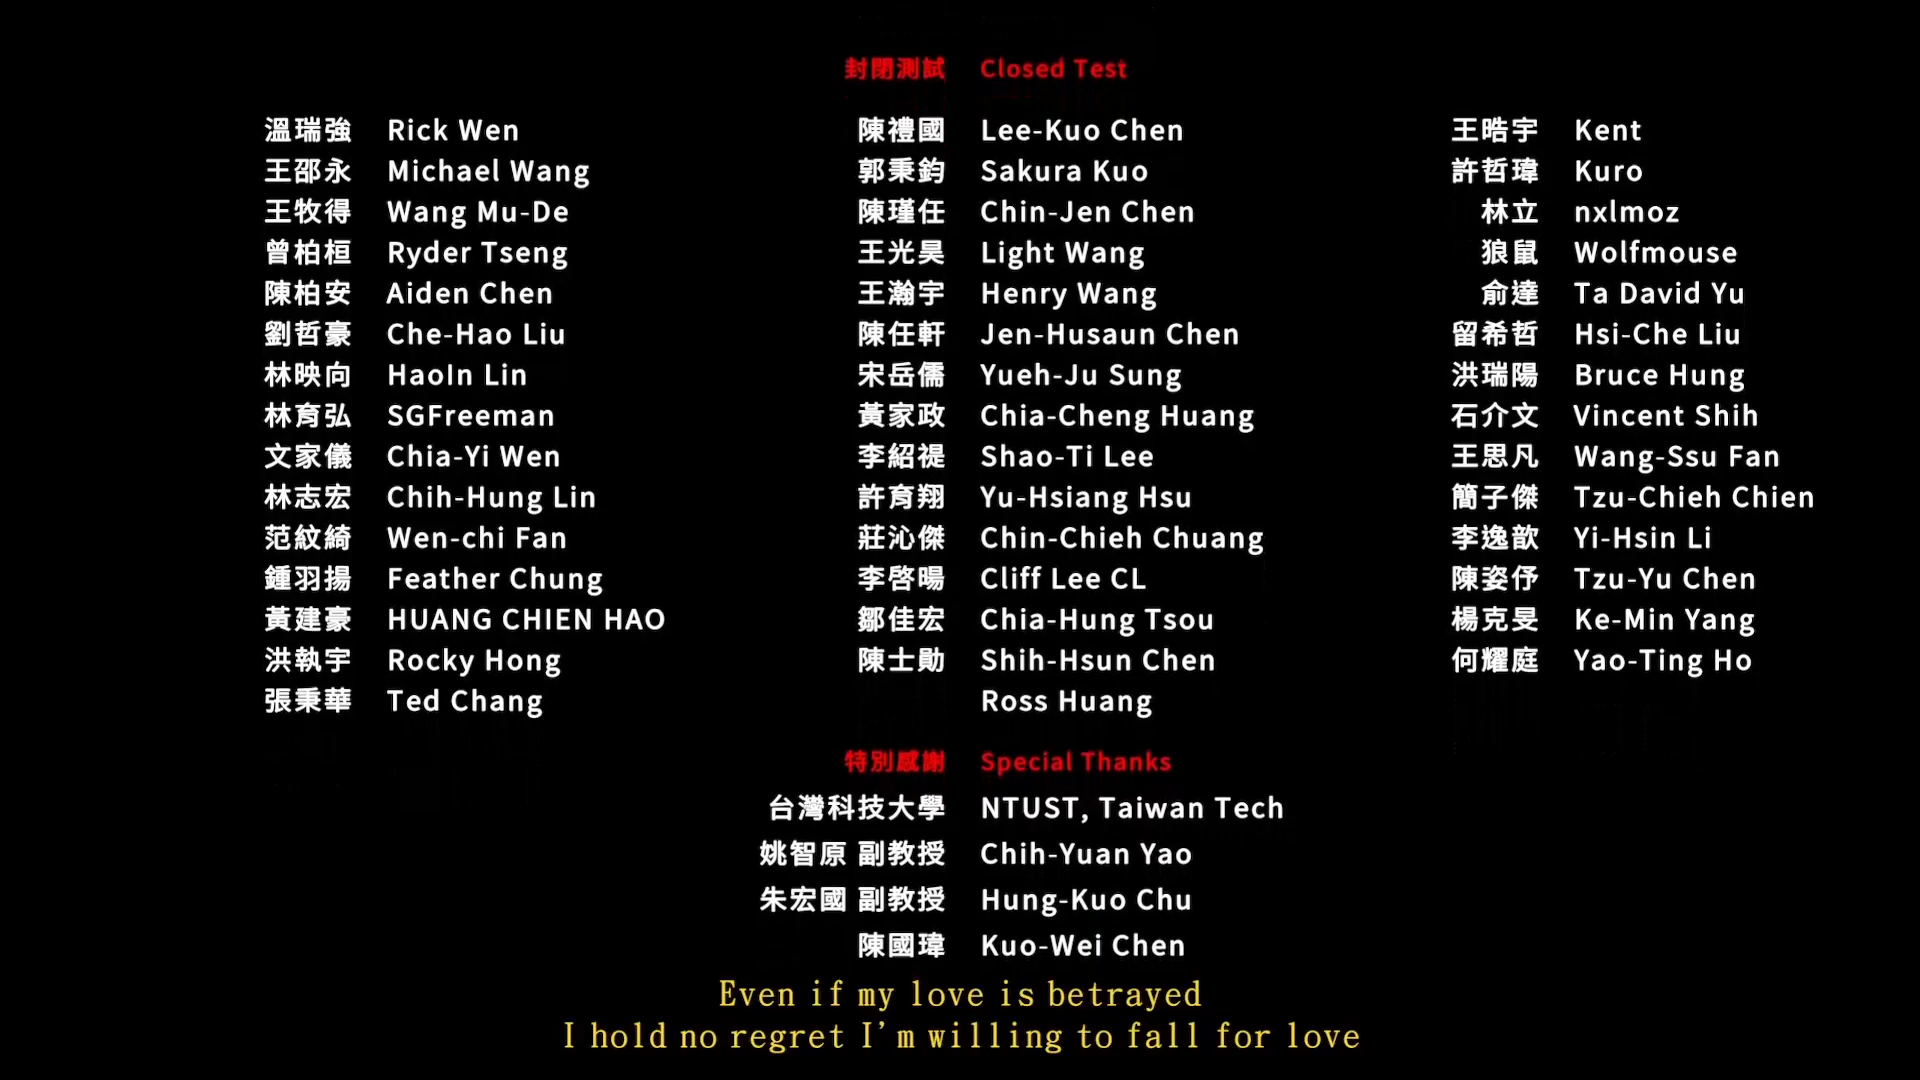 封閉測試 Closed Test
溫瑞強 Rick Wen 陳禮國 Lee-Kuo Chen 王晧宇 Kent
王邵永 Michael Wang 郭秉鈞 Sakura Kuo 許哲瑋 Kuro
王牧得 Wang Mu-De 陳瑾任 Chin-Jen Chen 林立 nxlmoz
曾柏桓 Ryder Tseng 王光昊 Light Wang 狼鼠 Wolfmouse
陳柏安 Aiden Chen 王瀚宇 Henry Wang 俞達 Ta David Yu
劉哲豪 Che-Hao Liu 陳任軒 Jen-Husaun Chen 留希哲 Hsi-Che Liu
林映向 HaoIn Lin 宋岳儒 Yueh-Ju Sung 洪瑞陽 Bruce Hung
林育弘 SGFreeman 黃家政 Chia-Cheng Huang 石介文 Vincent Shih
文家儀 Chia-Yi Wen 李紹禔 Shao-Ti Lee 王思凡 Wang-Ssu Fan
林志宏 Chih-Hung Lin 許育翔 Yu-Hsiang Hsu 簡子傑 Tzu-Chieh Chien
范紋綺 Wen-chi Fan 莊沁傑 Chin-Chieh Chuang 李逸歆 Yi-Hsin Li
鍾羽揚 Feather Chung 李啓暘 Cliff Lee CL 陳姿伃 Tzu-Yu Chen
黃建豪 HUANG CHIEN HAO 鄒佳宏 Chia-Hung Tsou 楊克旻 Ke-Min Yang
洪執宇 Rocky Hong 陳士勛 Shih-Hsun Chen 何耀庭 Yao-Ting Ho
張秉華 Ted Chang Ross Huang
特別感謝 Special Thanks
台灣科技大學 NTUST, Taiwan Tech
姚智原 副教授 Chih-Yuan Yao
朱宏國 副教授 Hung-Kuo Chu
陳國瑋 Kuo-Wei Chen
Even if my love is betrayed
I hold no regret I'm willing to fall for love